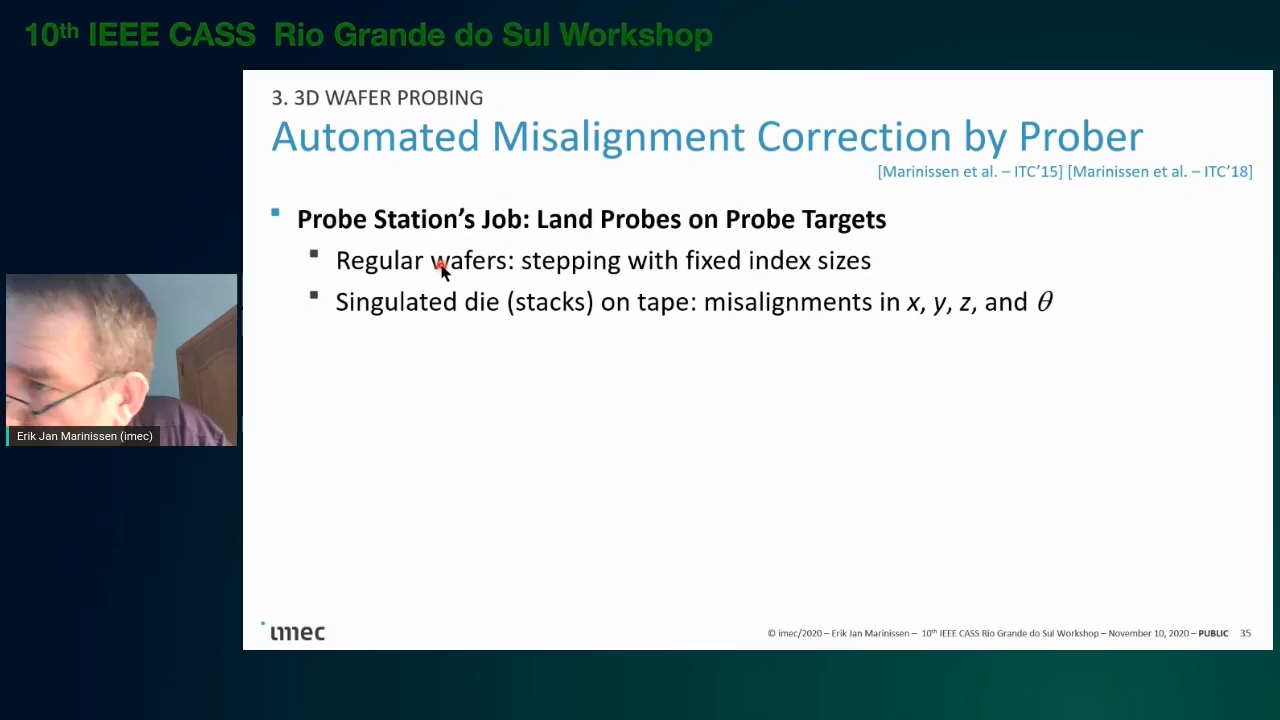 10th IEEE CASS Rio Grande do Sul Workshop
3. 3D WAFER PROBING
Automated Misalignment Correction by Prober
[Marinissen et al. – ITC'15] [Marinissen et al. – ITC'18]
Probe Station's Job: Land Probes on Probe Targets
Regular wafers: stepping with fixed index sizes
Singulated die (stacks) on tape: misalignments in x, y, z, and θ
Erik Jan Marinissen (imec)
imec
© imec/2020 – Erik Jan Marinissen – 10th IEEE CASS Rio Grande do Sul Workshop – November 10, 2020 – PUBLIC 35